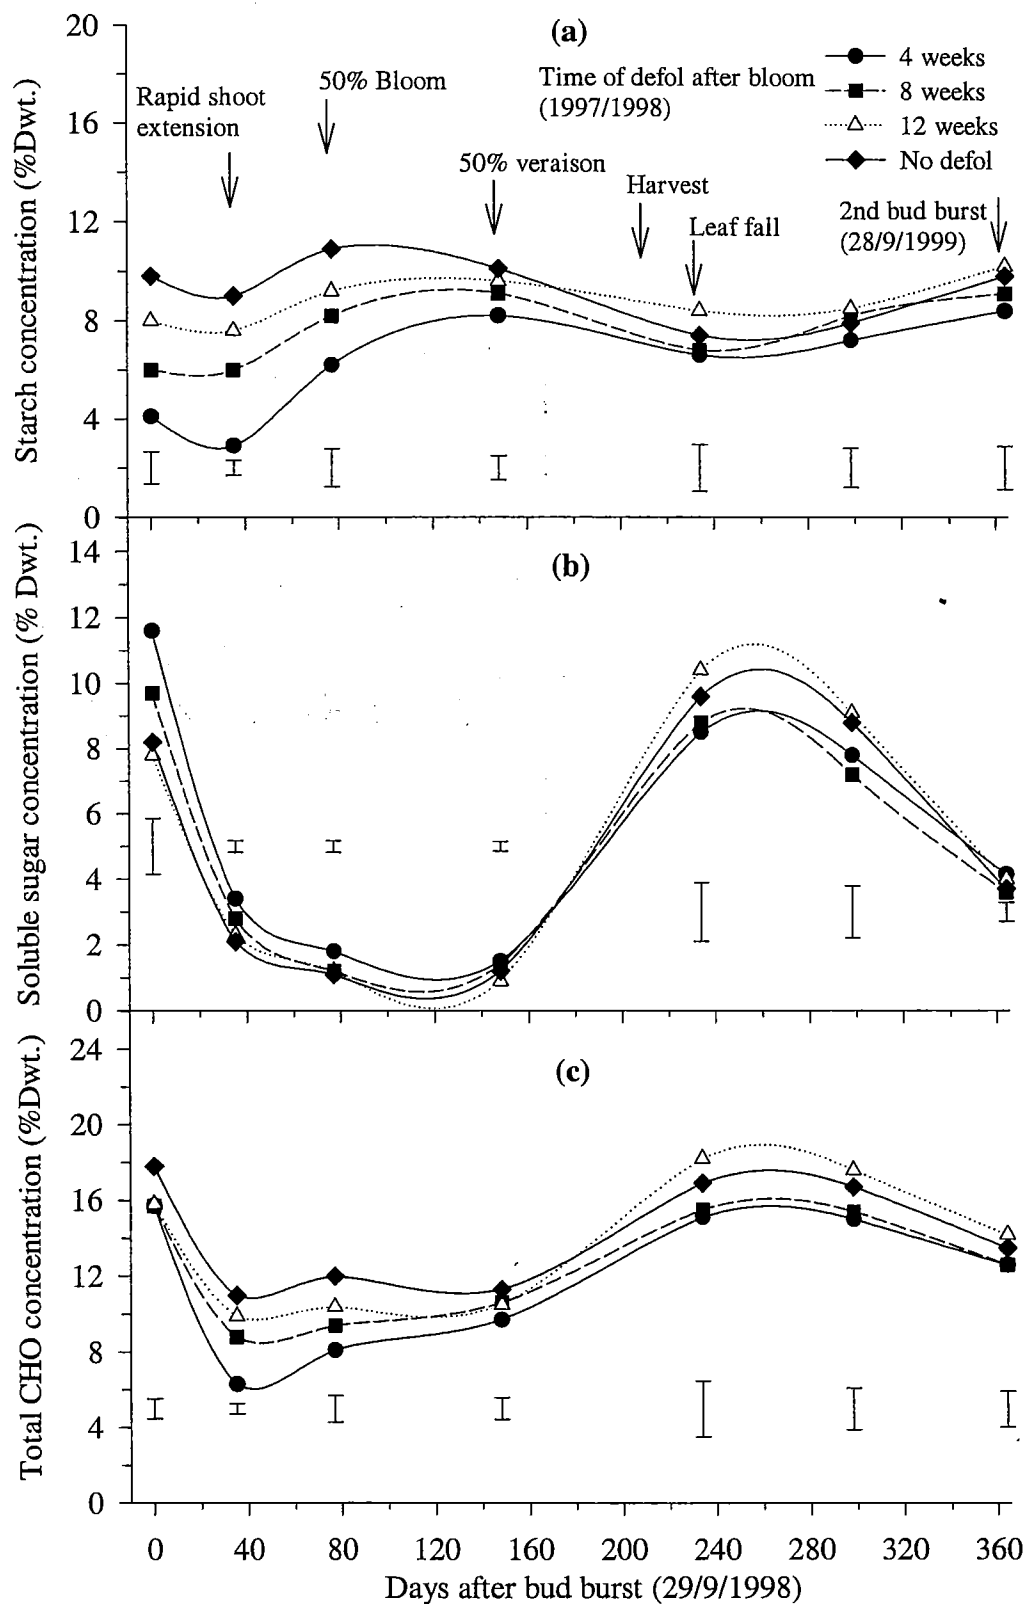 (a)
20
16
12
8
4
0
Starch concentration (%Dwt.)
Rapid shoot
extension
50% Bloom
50% veraison
Time of defol after bloom
(1997/1998)
4 weeks
8 weeks
12 weeks
No defol
Harvest
Leaf fall
2nd bud burst
(28/9/1999)
(b)
14
12
10
8
6
4
2
0
Soluble sugar concentration (% Dwt.)
(c)
24
20
16
12
8
4
0
Total CHO concentration (%Dwt.)
0 40 80 120 160 200 240 280 320 360
Days after bud burst (29/9/1998)